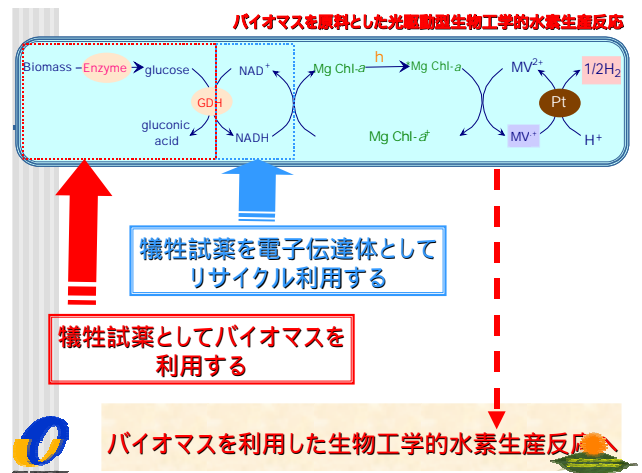 バイオマスを原料とした光駆動型生物工学的水素生産反応
Biomass
Enzyme
glucose
NAD+
Mg Chl-a
h
*Mg Chl-a
MV2+
1/2H2
GDH
Pt
gluconic
acid
NADH
Mg Chl-a+
MV·+
H+
犠牲試薬を電子伝達体として
リサイクル利用する
犠牲試薬としてバイオマスを
利用する
バイオマスを利用した生物工学的水素生産反応へ